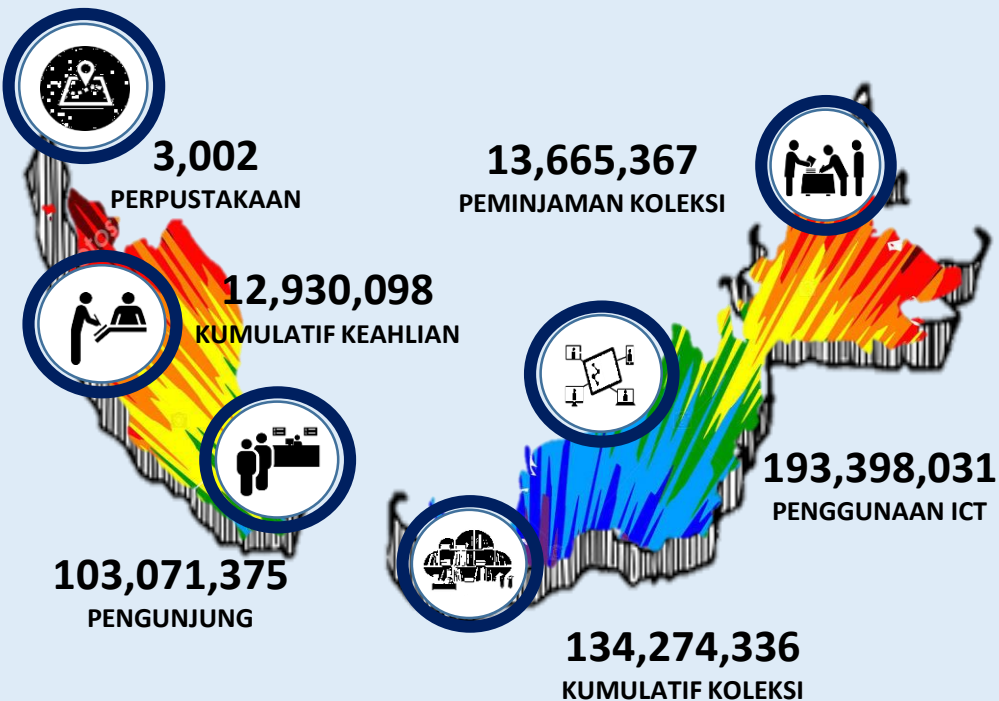 3,002
PERPUSTAKAAN
13,665,367
PEMINJAMAN KOLEKSI
12,930,098
KUMULATIF KEAHLIAN
193,398,031
PENGGUNAAN ICT
103,071,375
PENGUNJUNG
134,274,336
KUMULATIF KOLEKSI